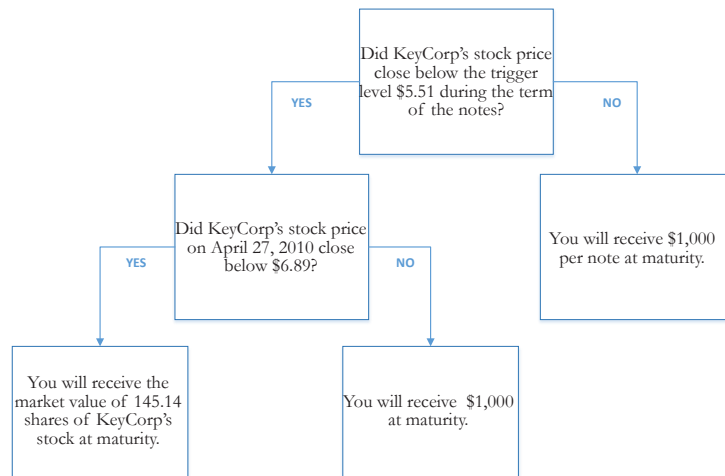 Did KeyCorp's stock price
close below the trigger
level $5.51 during the term
of the notes?
YES
NO
Did KeyCorp's stock price
on April 27, 2010 close
below $6.89?
You will receive $1,000
per note at maturity.
YES
NO
You will receive the
market value of 145.14
shares of KeyCorp's
stock at maturity.
You will receive $1,000
at maturity.